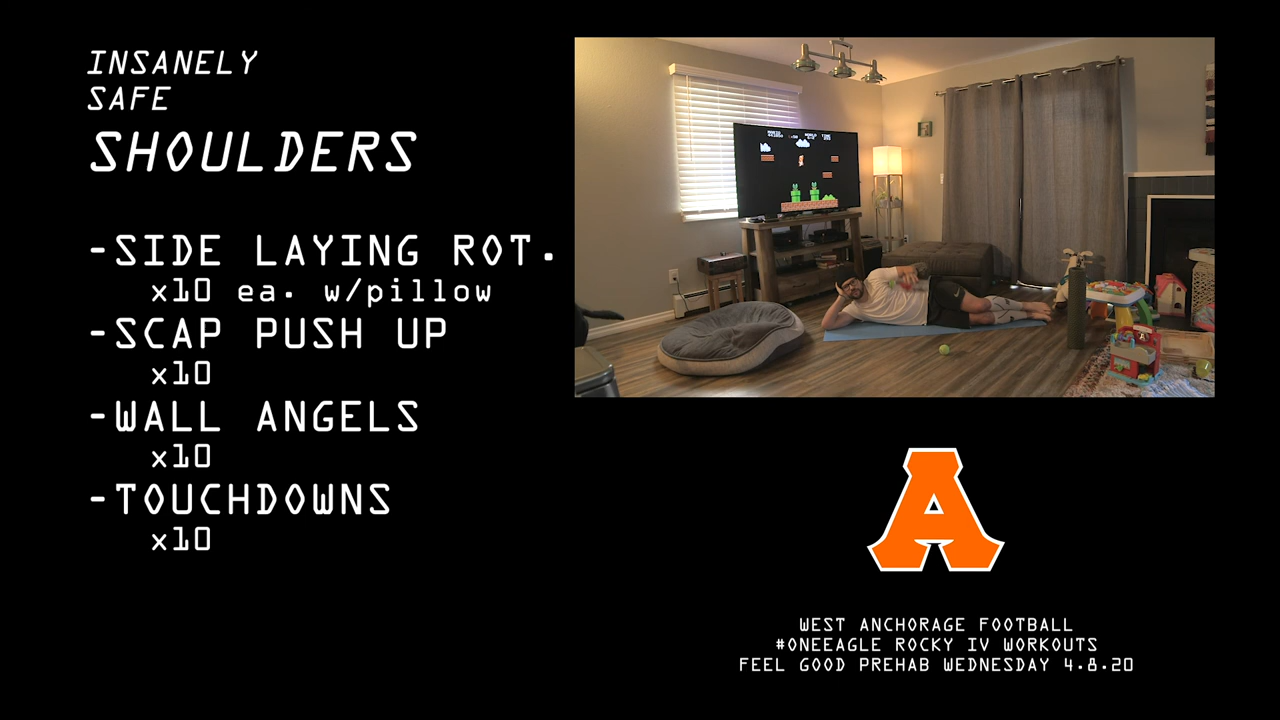 INSANELY
SAFE
SHOULDERS
-SIDE LAYING ROT.
x10 ea. w/pillow
-SCAP PUSH UP
x10
-WALL ANGELS
x10
-TOUCHDOWNS
x10
A
WEST ANCHORAGE FOOTBALL
#ONEEAGLE ROCKY IV WORKOUTS
FEEL GOOD PREHAB WEDNESDAY 4.8.20